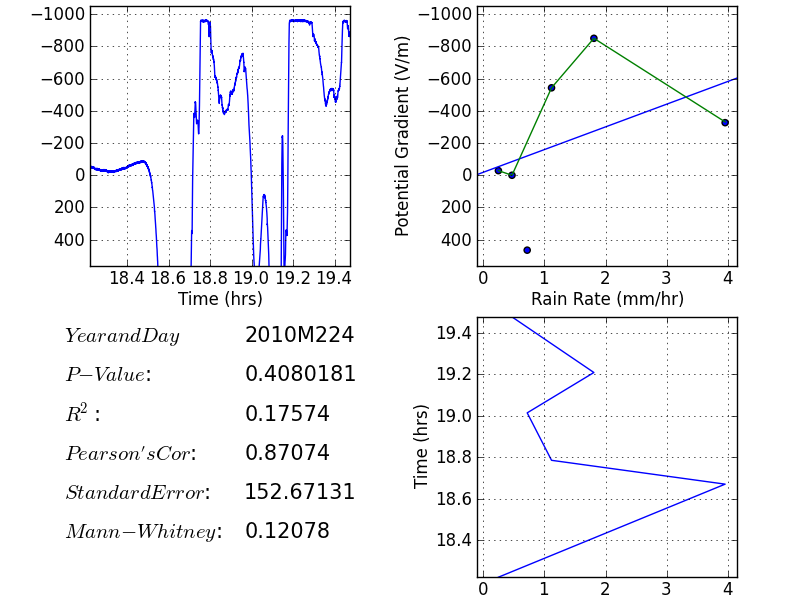 −1000
−800
−600
−400
−200
0
200
400
18.4 18.6 18.8 19.0 19.2 19.4
Time (hrs)
−1000
−800
−600
−400
−200
0
200
400
Potential Gradient (V/m)
0 1 2 3 4
Rain Rate (mm/hr)
YearandDay 2010M224
P−Value: 0.4080181
R²: 0.17574
Pearson'sCor: 0.87074
StandardError: 152.67131
Mann−Whitney: 0.12078
19.4
19.2
19.0
18.8
18.6
18.4
Time (hrs)
0 1 2 3 4